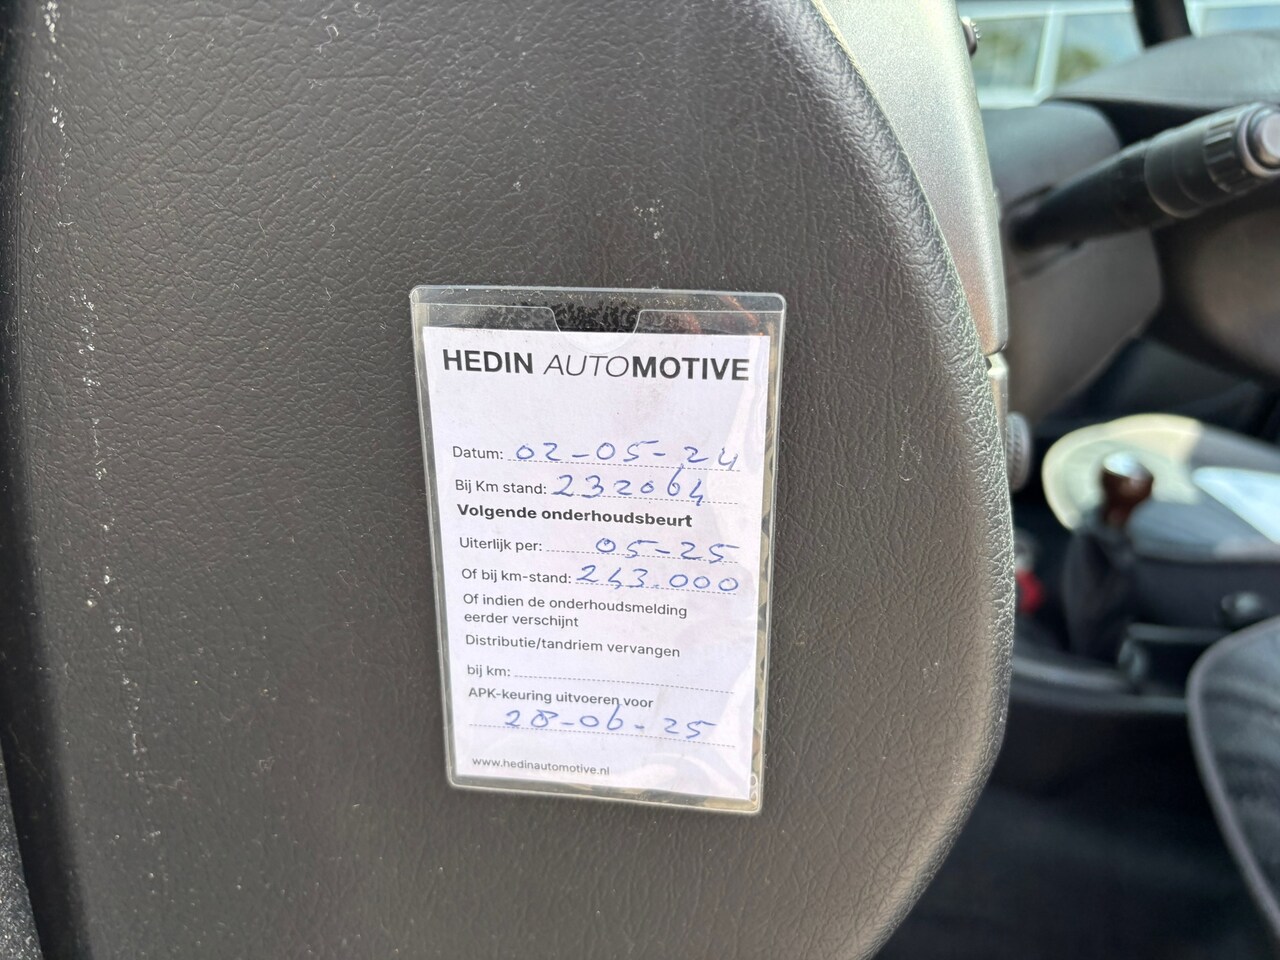 HEDIN AUTOMOTIVE
Datum: 02-05-24
Bij Km stand: 232064
Volgende onderhoudsbeurt
Uiterlijk per: 05-25
Of bij km-stand: 243.000
Of indien de onderhoudsmelding
eerder verschijnt
Distributie/tandriem vervangen
bij km:
APK-keuring uitvoeren voor
28-06-25
www.hedinautomotive.nl